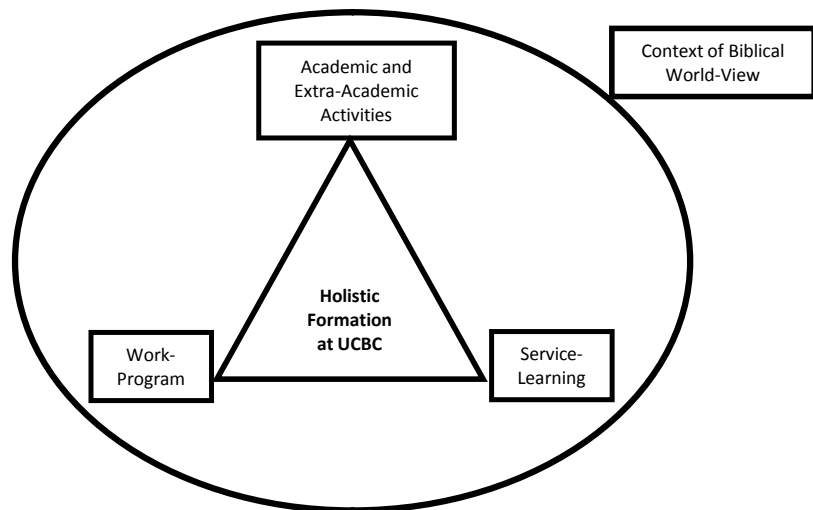 Context of Biblical
World-View
Academic and
Extra-Academic
Activities
Holistic
Formation
at UCBC
Work-
Program
Service-
Learning